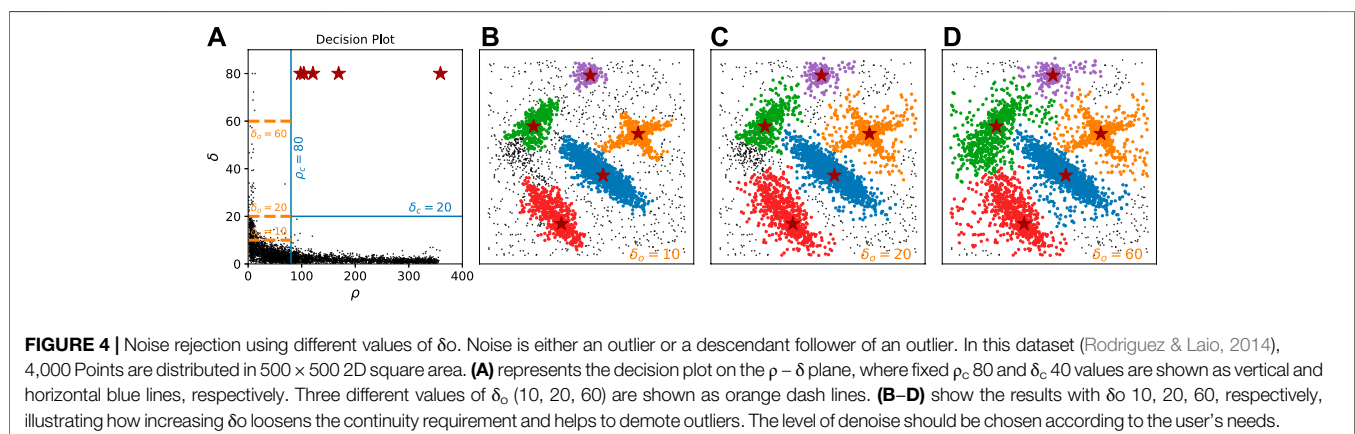 A
Decision Plot
80
60
40
20
0
δ
δₒ = 60
δₒ = 20
= 10
ρ_c = 80
δ_c = 20
0 100 200 300 400
ρ
B
δₒ = 10
C
δₒ = 20
D
δₒ = 60
FIGURE 4 | Noise rejection using different values of δo. Noise is either an outlier or a descendant follower of an outlier. In this dataset (Rodriguez & Laio, 2014),
4,000 Points are distributed in 500 × 500 2D square area. (A) represents the decision plot on the ρ – δ plane, where fixed ρ_c 80 and δ_c 40 values are shown as vertical and
horizontal blue lines, respectively. Three different values of δₒ (10, 20, 60) are shown as orange dash lines. (B–D) show the results with δo 10, 20, 60, respectively,
illustrating how increasing δo loosens the continuity requirement and helps to demote outliers. The level of denoise should be chosen according to the user's needs.